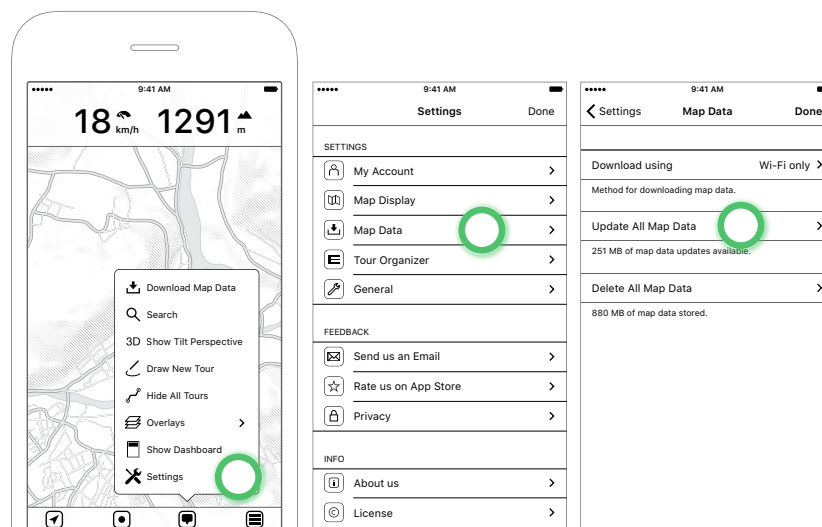 9:41 AM
18 km/h 1291 m
Download Map Data
Search
3D Show Tilt Perspective
Draw New Tour
Hide All Tours
Overlays
Show Dashboard
Settings
9:41 AM
Settings Done
SETTINGS
My Account
Map Display
Map Data
Tour Organizer
General
FEEDBACK
Send us an Email
Rate us on App Store
Privacy
INFO
About us
License
9:41 AM
Settings Map Data Done
Download using Wi-Fi only
Method for downloading map data.
Update All Map Data
251 MB of map data updates available.
Delete All Map Data
880 MB of map data stored.